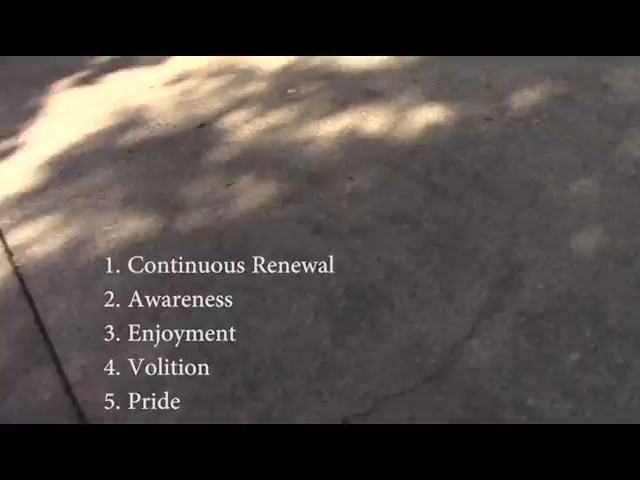 1. Continuous Renewal
2. Awareness
3. Enjoyment
4. Volition
5. Pride